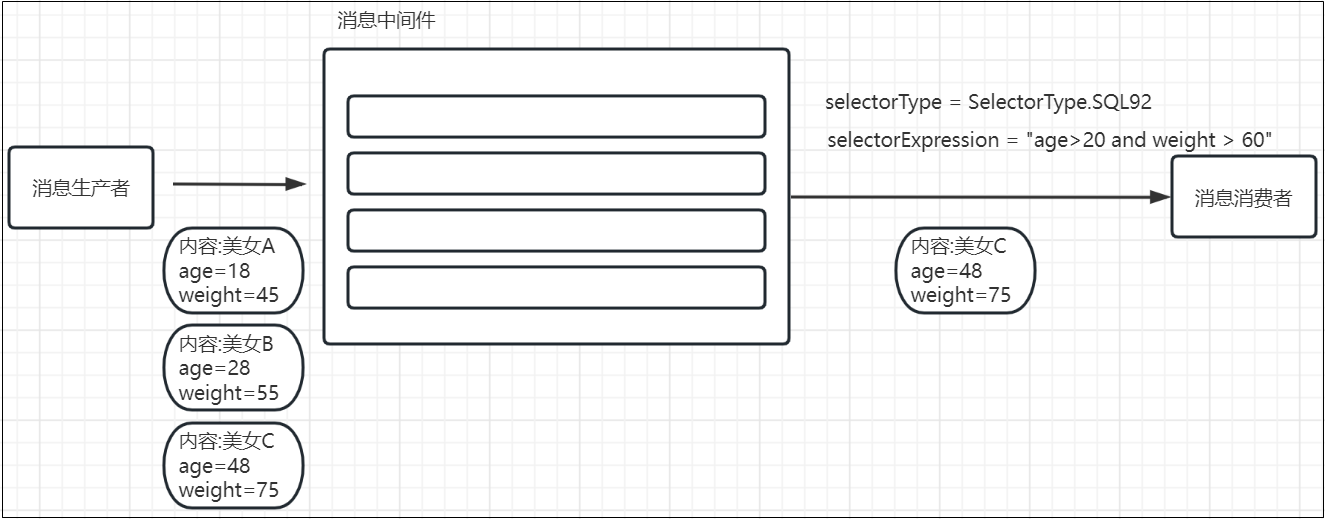 消息中间件
selectorType = SelectorType.SQL92
selectorExpression = "age>20 and weight > 60"
消息生产者
消息消费者
内容:美女A
age=18
weight=45
内容:美女B
age=28
weight=55
内容:美女C
age=48
weight=75
内容:美女C
age=48
weight=75